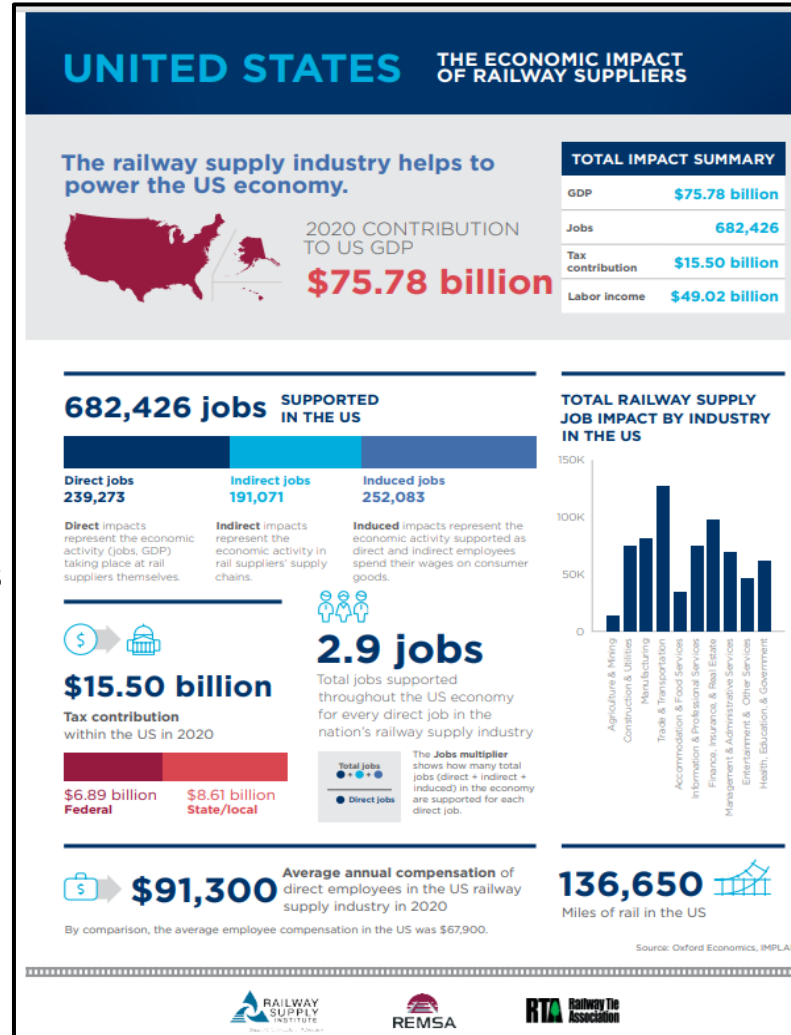 UNITED STATES
THE ECONOMIC IMPACT
OF RAILWAY SUPPLIERS
The railway supply industry helps to
power the US economy.
2020 CONTRIBUTION
TO US GDP
$75.78 billion
TOTAL IMPACT SUMMARY
GDP $75.78 billion
Jobs 682,426
Tax
contribution $15.50 billion
Labor income $49.02 billion
682,426 jobs
SUPPORTED
IN THE US
Direct jobs
239,273
Direct impacts
represent the economic
activity (jobs, GDP)
taking place at rail
suppliers themselves.
Indirect jobs
191,071
Indirect impacts
represent the
economic activity in
rail suppliers' supply
chains.
Induced jobs
252,083
Induced impacts represent the
economic activity supported as
direct and indirect employees
spend their wages on consumer
goods.
TOTAL RAILWAY SUPPLY
JOB IMPACT BY INDUSTRY
IN THE US
150K
100K
50K
0
Agriculture & Mining
Construction & Utilities
Manufacturing
Trade & Transportation
Accommodation & Food Services
Information & Professional Services
Finance, Insurance, & Real Estate
Management & Administrative Services
Entertainment & Other Services
Health, Education, & Government
$
$15.50 billion
Tax contribution
within the US in 2020
$6.89 billion
Federal
$8.61 billion
State/local
2.9 jobs
Total jobs supported
throughout the US economy
for every direct job in the
nation's railway supply industry
Total jobs
+ +
Direct jobs
The Jobs multiplier
shows how many total
jobs (direct + indirect +
induced) in the economy
are supported for each
direct job.
$
$91,300
Average annual compensation of
direct employees in the US railway
supply industry in 2020
By comparison, the average employee compensation in the US was $67,900.
136,650
Miles of rail in the US
Source: Oxford Economics, IMPLAN
RAILWAY
SUPPLY
INSTITUTE
REMSA
RTA Railway Tie
Association